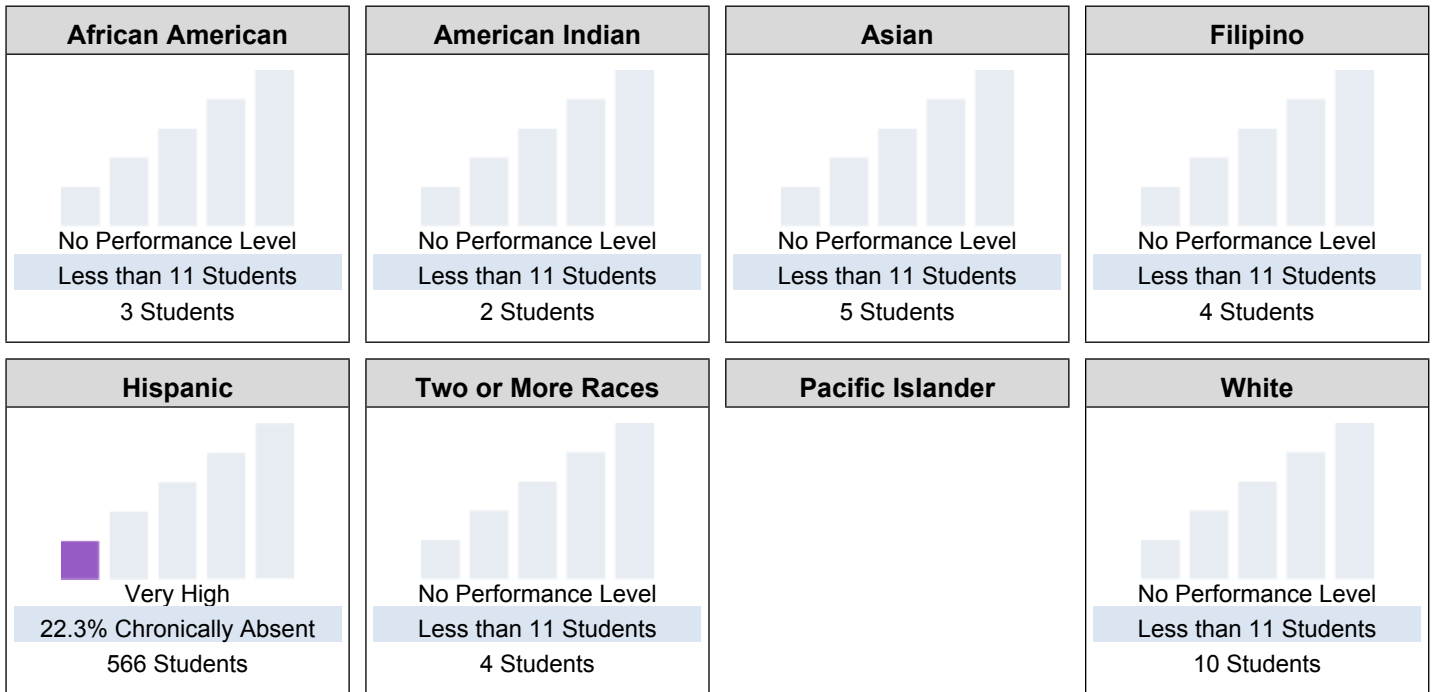 African American
No Performance Level
Less than 11 Students
3 Students
American Indian
No Performance Level
Less than 11 Students
2 Students
Asian
No Performance Level
Less than 11 Students
5 Students
Filipino
No Performance Level
Less than 11 Students
4 Students
Hispanic
Very High
22.3% Chronically Absent
566 Students
Two or More Races
No Performance Level
Less than 11 Students
4 Students
Pacific Islander
White
No Performance Level
Less than 11 Students
10 Students